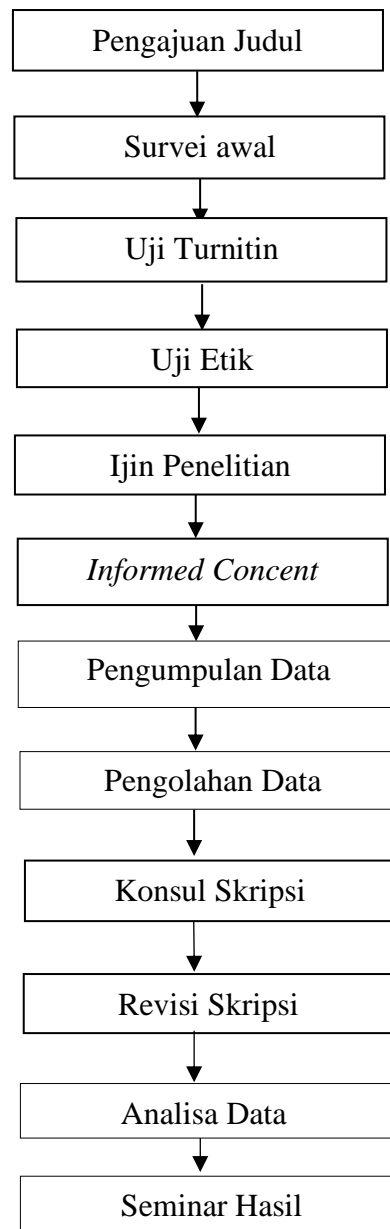 Pengajuan Judul
Survei awal
Uji Turnitin
Uji Etik
Ijin Penelitian
Informed Concent
Pengumpulan Data
Pengolahan Data
Konsul Skripsi
Revisi Skripsi
Analisa Data
Seminar Hasil